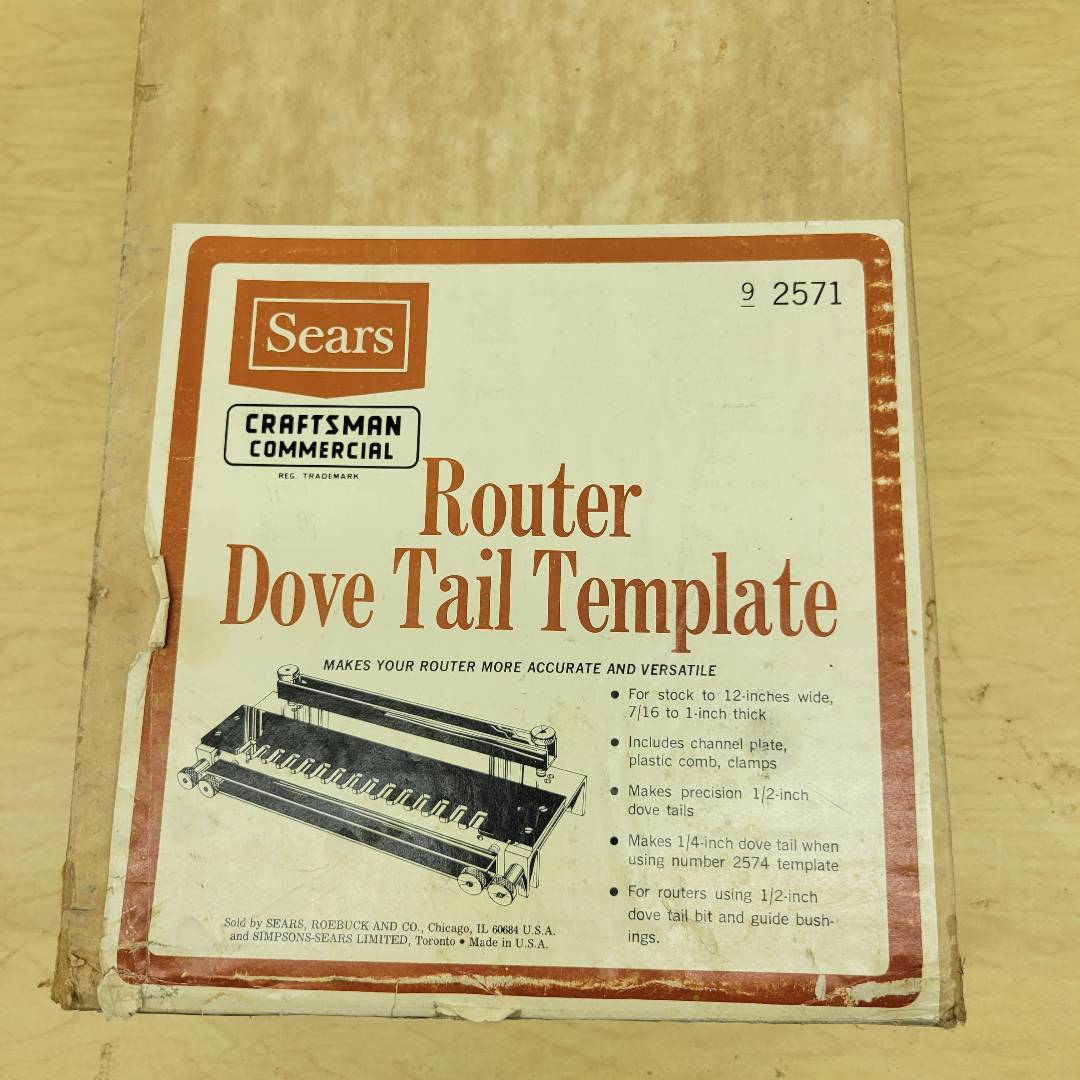 Sears
9 2571
CRAFTSMAN
COMMERCIAL
REG. TRADEMARK
Router
Dove Tail Template
MAKES YOUR ROUTER MORE ACCURATE AND VERSATILE
● For stock to 12-inches wide,
7/16 to 1-inch thick
● Includes channel plate,
plastic comb, clamps
● Makes precision 1/2-inch
dove tails
● Makes 1/4-inch dove tail when
using number 2574 template
● For routers using 1/2-inch
dove tail bit and guide bush-
ings.
Sold by SEARS, ROEBUCK AND CO., Chicago, IL 60684 U.S.A.
and SIMPSONS-SEARS LIMITED, Toronto ● Made in U.S.A.